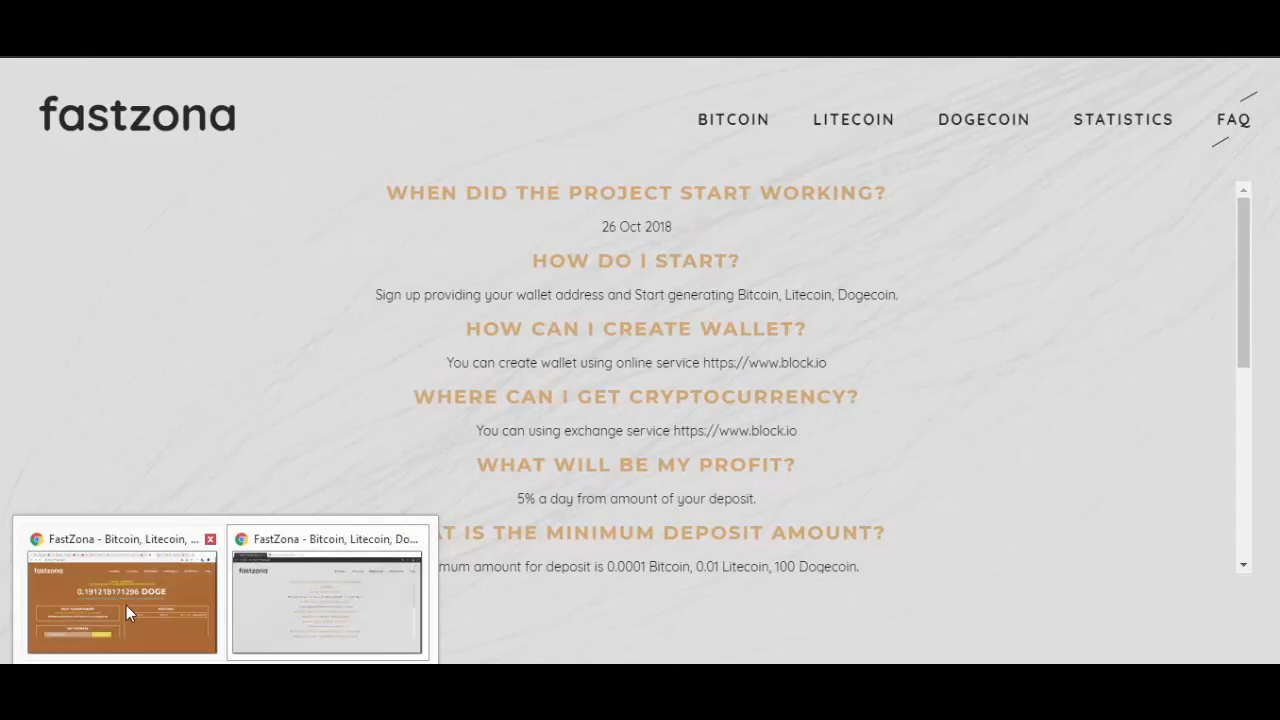 fastzona
BITCOIN
LITECOIN
DOGECOIN
STATISTICS
FAQ
WHEN DID THE PROJECT START WORKING?
26 Oct 2018
HOW DO I START?
Sign up providing your wallet address and Start generating Bitcoin, Litecoin, Dogecoin.
HOW CAN I CREATE WALLET?
You can create wallet using online service https://www.block.io
WHERE CAN I GET CRYPTOCURRENCY?
You can using exchange service https://www.block.io
WHAT WILL BE MY PROFIT?
5% a day from amount of your deposit.
IS THE MINIMUM DEPOSIT AMOUNT?
amount for deposit is 0.0001 Bitcoin, 0.01 Litecoin, 100 Dogecoin.
FastZona - Bitcoin, Litecoin, ...
FastZona - Bitcoin, Litecoin, Do...
fastzona
0.191218171296 DOGE
fastzona